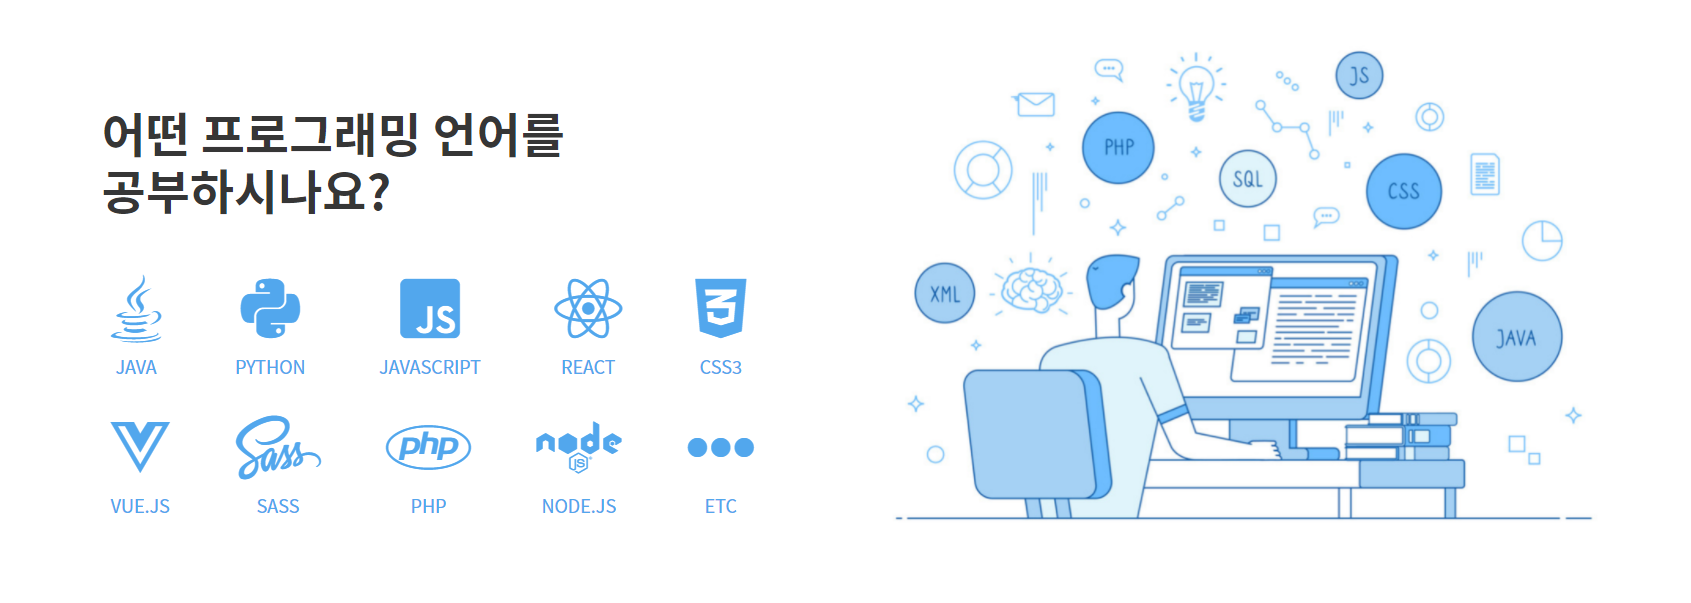 어떤 프로그래밍 언어를
공부하시나요?
JS
JAVA
PYTHON
JAVASCRIPT
REACT
CSS3
Sass
php
node
JS
VUE.JS
SASS
PHP
NODE.JS
ETC
JS
PHP
SQL
CSS
XML
JAVA